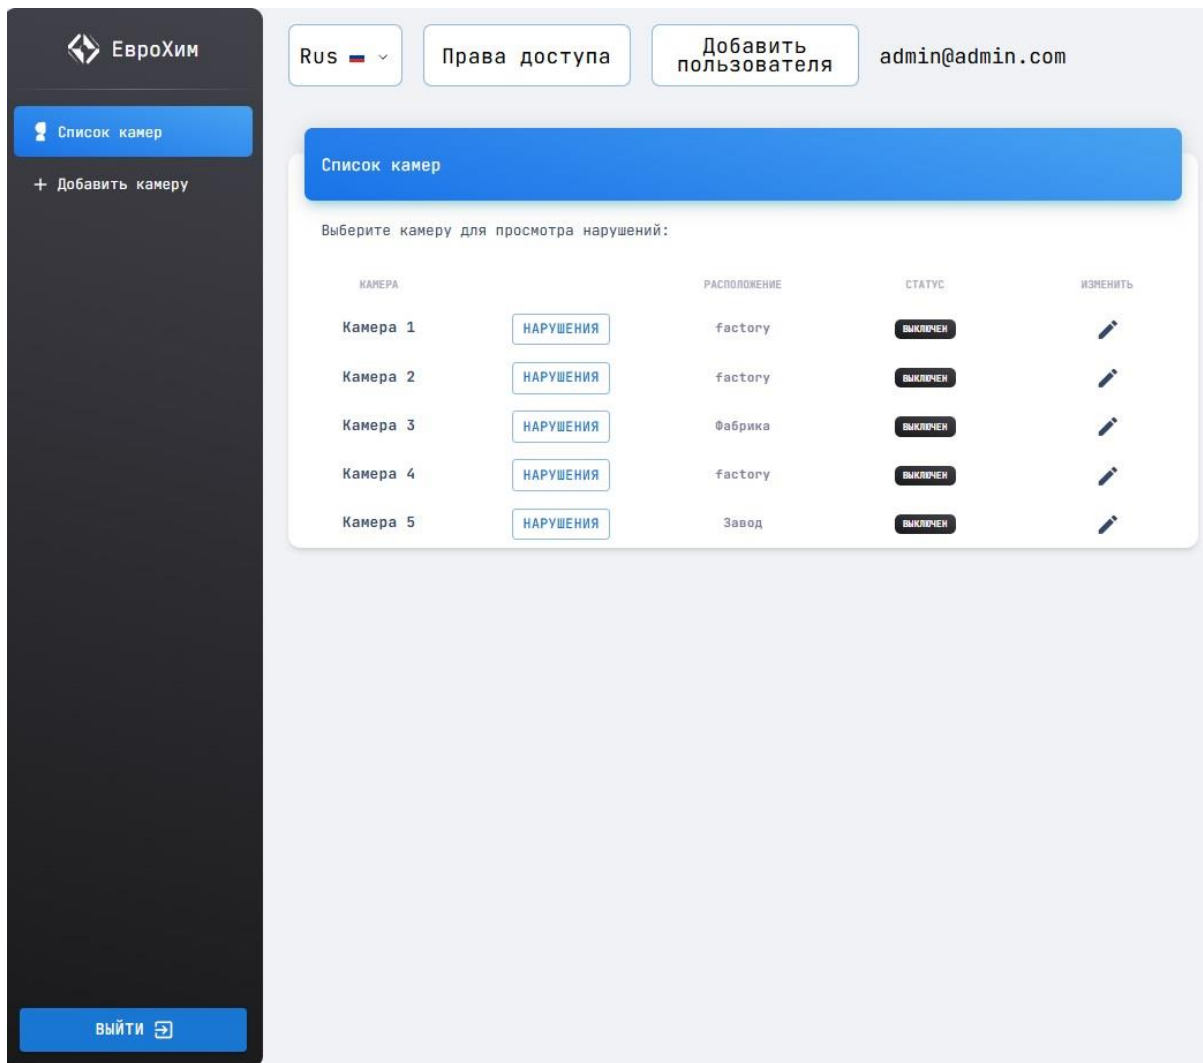 ЕвроХим
Rus
Права доступа
Добавить
пользователя
admin@admin.com
Список камер
+ Добавить камеру
Список камер
Выберите камеру для просмотра нарушений:
КАМЕРА РАСПОЛОЖЕНИЕ СТАТУС ИЗМЕНИТЬ
Камера 1 НАРУШЕНИЯ factory ВЫКЛЮЧЕН
Камера 2 НАРУШЕНИЯ factory ВЫКЛЮЧЕН
Камера 3 НАРУШЕНИЯ Фабрика ВЫКЛЮЧЕН
Камера 4 НАРУШЕНИЯ factory ВЫКЛЮЧЕН
Камера 5 НАРУШЕНИЯ Завод ВЫКЛЮЧЕН
ВЫЙТИ